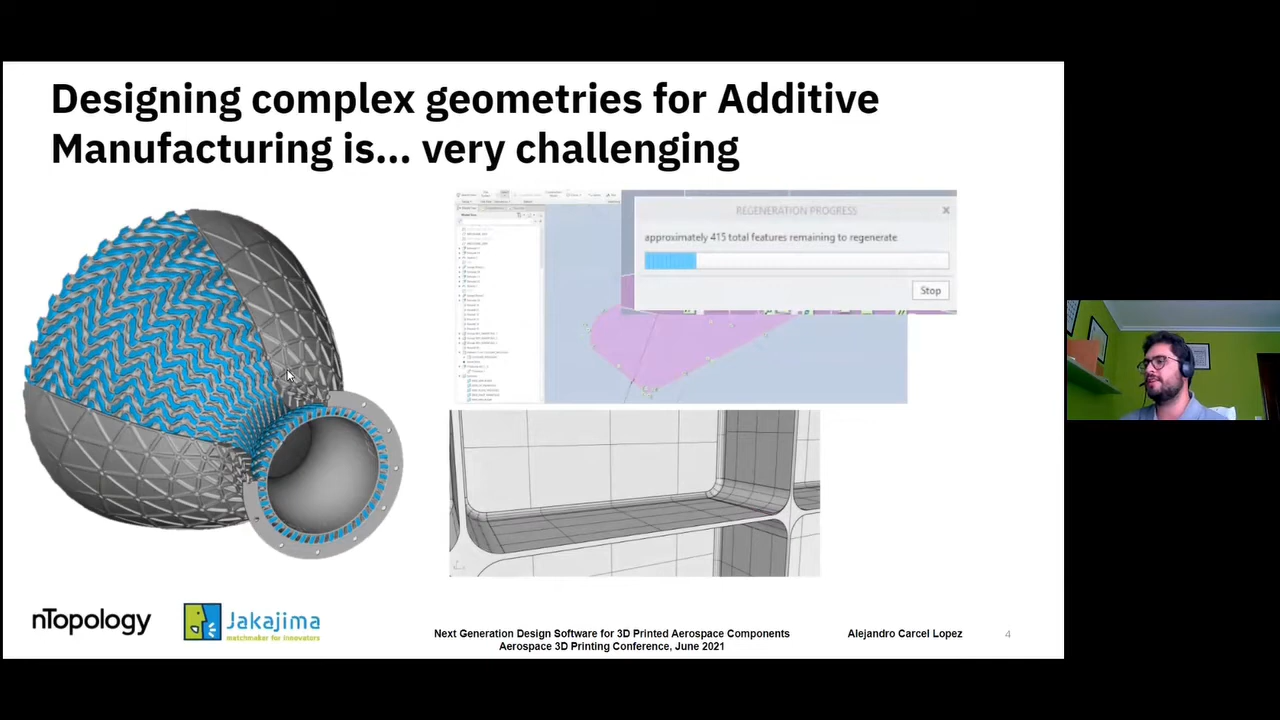 Designing complex geometries for Additive
Manufacturing is... very challenging
REGENERATION PROGRESS
approximately 415 total features remaining to regenerate
Stop
nTopology
Jakajima
matchmaker for innovators
Next Generation Design Software for 3D Printed Aerospace Components
Aerospace 3D Printing Conference, June 2021
Alejandro Carcel Lopez
4